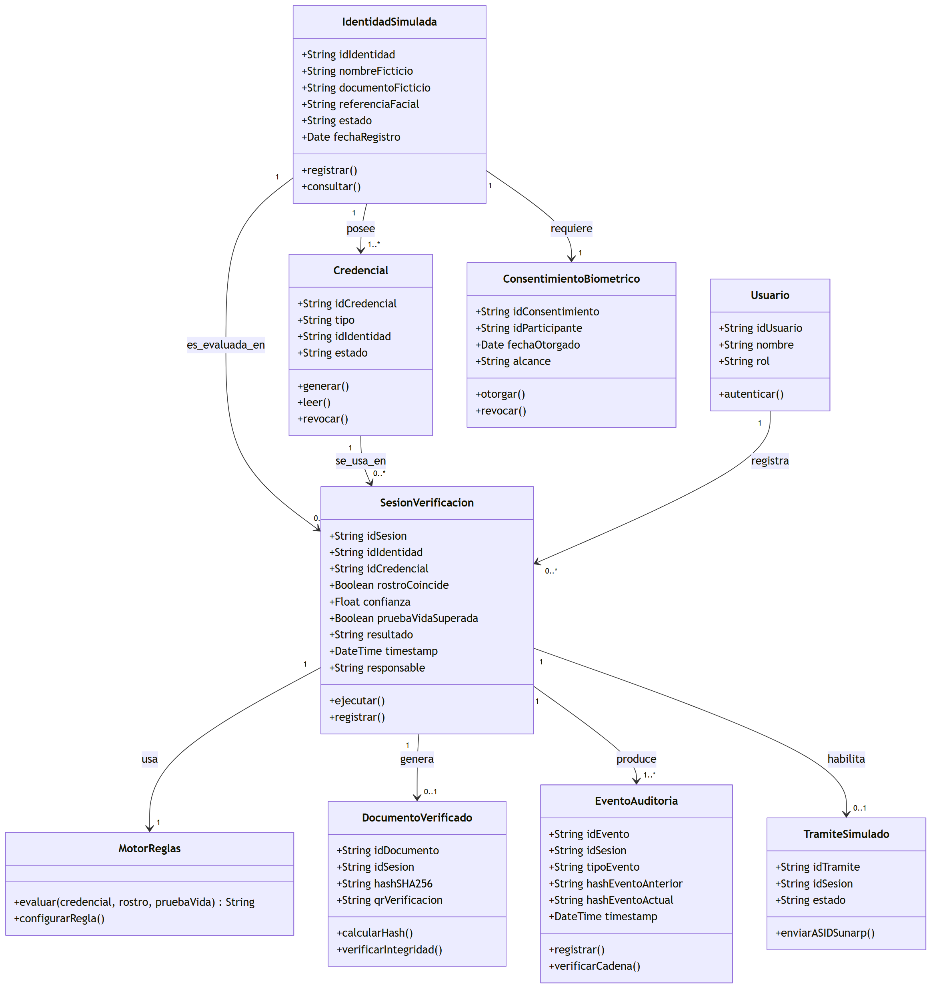 IdentidadSimulada
+String idIdentidad
+String nombreFicticio
+String documentoFicticio
+String referenciaFacial
+String estado
+Date fechaRegistro
+registrar()
+consultar()
1
1
1
posee
requiere
1..*
1
Credencial
+String idCredencial
+String tipo
+String idIdentidad
+String estado
+generar()
+leer()
+revocar()
ConsentimientoBiometrico
+String idConsentimiento
+String idParticipante
+Date fechaOtorgado
+String alcance
+otorgar()
+revocar()
Usuario
+String idUsuario
+String nombre
+String rol
+autenticar()
es_evaluada_en
1
1
se_usa_en
registra
0..*
0.
0..*
SesionVerificacion
+String idSesion
+String idIdentidad
+String idCredencial
+Boolean rostroCoincide
+Float confianza
+Boolean pruebaVidaSuperada
+String resultado
+DateTime timestamp
+String responsable
+ejecutar()
+registrar()
1
1
1
1
usa
genera
produce
habilita
1
0..1
1..*
0..1
MotorReglas
+evaluar(credencial, rostro, pruebaVida) : String
+configurarRegla()
DocumentoVerificado
+String idDocumento
+String idSesion
+String hashSHA256
+String qrVerificacion
+calcularHash()
+verificarIntegridad()
EventoAuditoria
+String idEvento
+String idSesion
+String tipoEvento
+String hashEventoAnterior
+String hashEventoActual
+DateTime timestamp
+registrar()
+verificarCadena()
TramiteSimulado
+String idTramite
+String idSesion
+String estado
+enviarASIDSunarp()